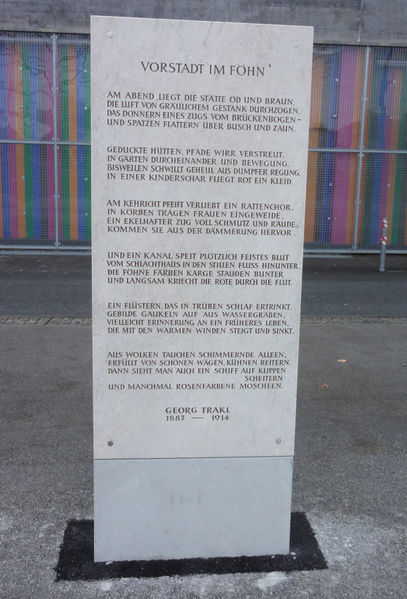 VORSTADT IM FÖHN
AM ABEND LIEGT DIE STÄTTE ÖD UND BRAUN,
DIE LUFT VON GRÄULICHEM GESTANK DURCHZOGEN.
DAS DONNERN EINES ZUGS VOM BRÜCKENBOGEN –
UND SPATZEN FLATTERN ÜBER BUSCH UND ZAUN.
GEDUCKTE HÜTTEN, PFADE WIRR VERSTREUT,
IN GÄRTEN DURCHEINANDER UND BEWEGUNG,
BISWEILEN SCHWILLT GEHEUL AUS DUMPFER REGUNG,
IN EINER KINDERSCHAR FLIEGT ROT EIN KLEID.
AM KEHRICHT PFEIFT VERLIEBT EIN RATTENCHOR.
IN KÖRBEN TRAGEN FRAUEN EINGEWEIDE,
EIN EKELHAFTER ZUG VOLL SCHMUTZ UND RÄUDE,
KOMMEN SIE AUS DER DÄMMERUNG HERVOR.
UND EIN KANAL SPEIT PLÖTZLICH FEISTES BLUT
VOM SCHLACHTHAUS IN DEN STILLEN FLUSS HINUNTER.
DIE FÖHNE FÄRBEN KARGE STAUDEN BUNTER
UND LANGSAM KRIECHT DIE RÖTE DURCH DIE FLUT.
EIN FLÜSTERN, DAS IN TRÜBEN SCHLAF ERTRINKT.
GEBILDE GAUKELN AUF AUS WASSERGRÄBEN,
VIELLEICHT ERINNERUNG AN EIN FRÜHERES LEBEN,
DIE MIT DEN WARMEN WINDEN STEIGT UND SINKT.
AUS WOLKEN TAUCHEN SCHIMMERNDE ALLEEN,
ERFÜLLT VON SCHÖNEN WÄGEN, KÜHNEN REITERN.
DANN SIEHT MAN AUCH EIN SCHIFF AUF KLIPPEN
SCHEITERN
UND MANCHMAL ROSENFARBENE MOSCHEEN.
GEORG TRAKL
1887 — 1914